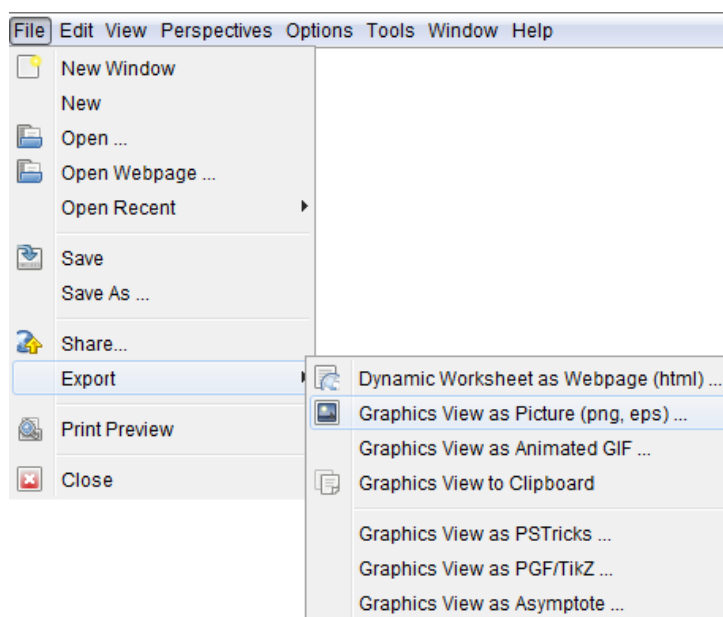 File Edit View Perspectives Options Tools Window Help
New Window
New
Open ...
Open Webpage ...
Open Recent
Save
Save As ...
Share...
Export
Dynamic Worksheet as Webpage (html) ...
Graphics View as Picture (png, eps) ...
Print Preview
Graphics View as Animated GIF ...
Close
Graphics View to Clipboard
Graphics View as PSTricks ...
Graphics View as PGF/TikZ ...
Graphics View as Asymptote ...